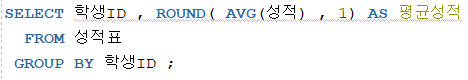 SELECT 학생ID , ROUND( AVG(성적) , 1) AS 평균성적
FROM 성적표
GROUP BY 학생ID ;